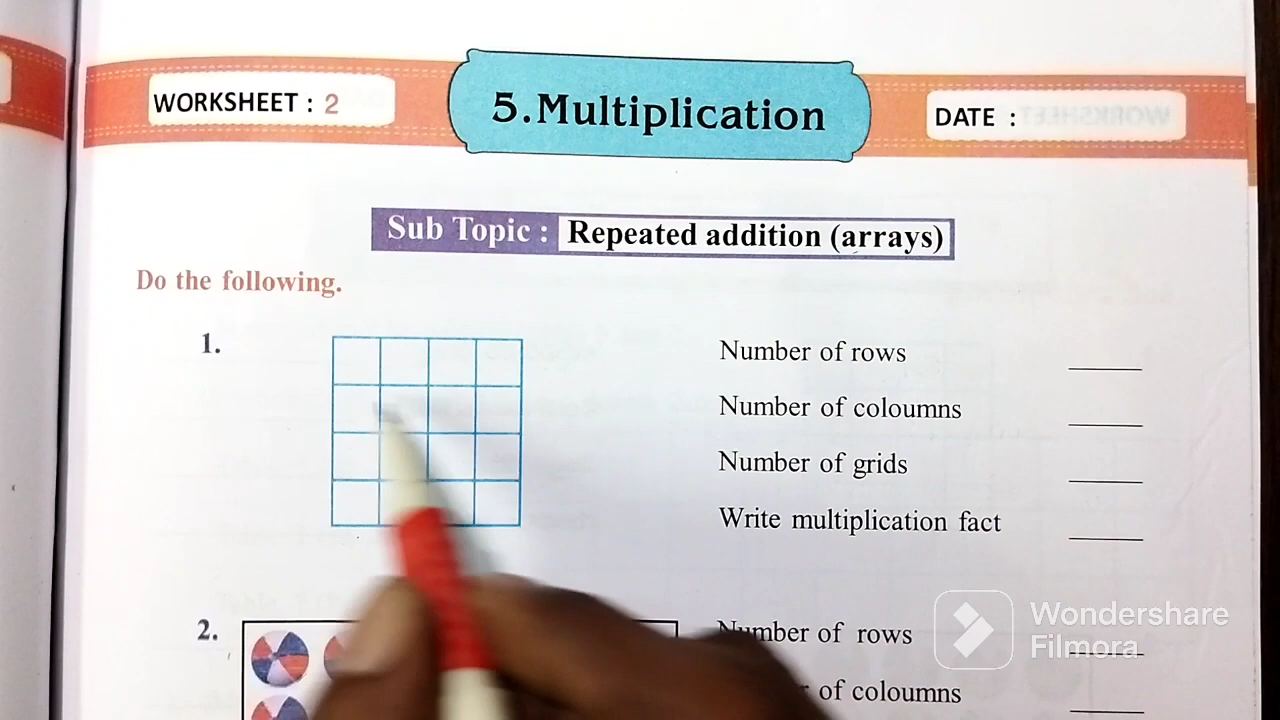 WORKSHEET : 2
5.Multiplication
DATE :
Sub Topic : Repeated addition (arrays)
Do the following.
1.
Number of rows
Number of coloumns
Number of grids
Write multiplication fact
2.
Number of rows
of coloumns
Wondershare
Filmora